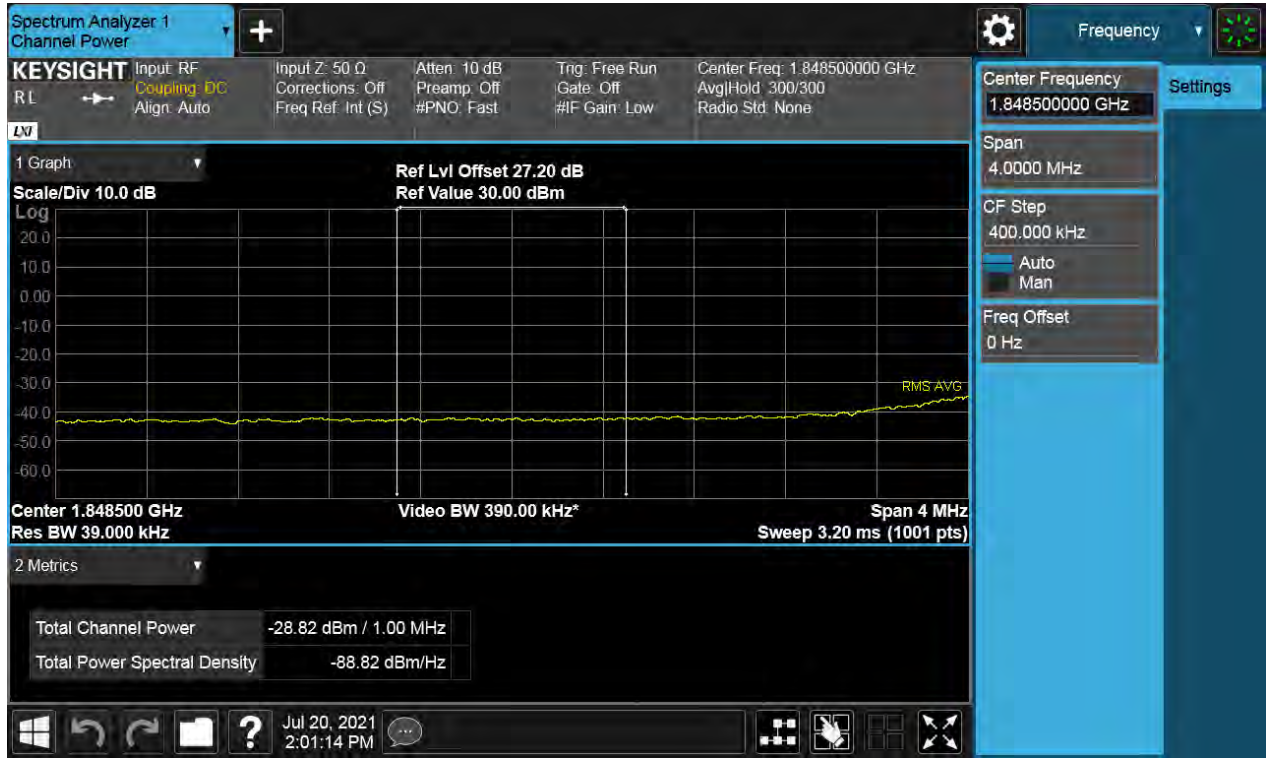 Spectrum Analyzer 1
Channel Power
Frequency
KEYSIGHT
RL
LXI
Input: RF
Coupling: DC
Align: Auto
Input Z: 50 Ω
Corrections: Off
Freq Ref: Int (S)
Atten: 10 dB
Preamp: Off
#PNO: Fast
Trig: Free Run
Gate: Off
#IF Gain: Low
Center Freq: 1.848500000 GHz
Avg|Hold: 300/300
Radio Std: None
Center Frequency
1.848500000 GHz
Settings
Span
4.0000 MHz
CF Step
400.000 kHz
Auto
Man
Freq Offset
0 Hz
1 Graph
Scale/Div 10.0 dB
Ref Lvl Offset 27.20 dB
Ref Value 30.00 dBm
Log
20.0
10.0
0.00
-10.0
-20.0
-30.0
-40.0
-50.0
-60.0
RMS AVG
Center 1.848500 GHz
Res BW 39.000 kHz
Video BW 390.00 kHz*
Span 4 MHz
Sweep 3.20 ms (1001 pts)
2 Metrics
Total Channel Power -28.82 dBm / 1.00 MHz
Total Power Spectral Density -88.82 dBm/Hz
?
Jul 20, 2021
2:01:14 PM